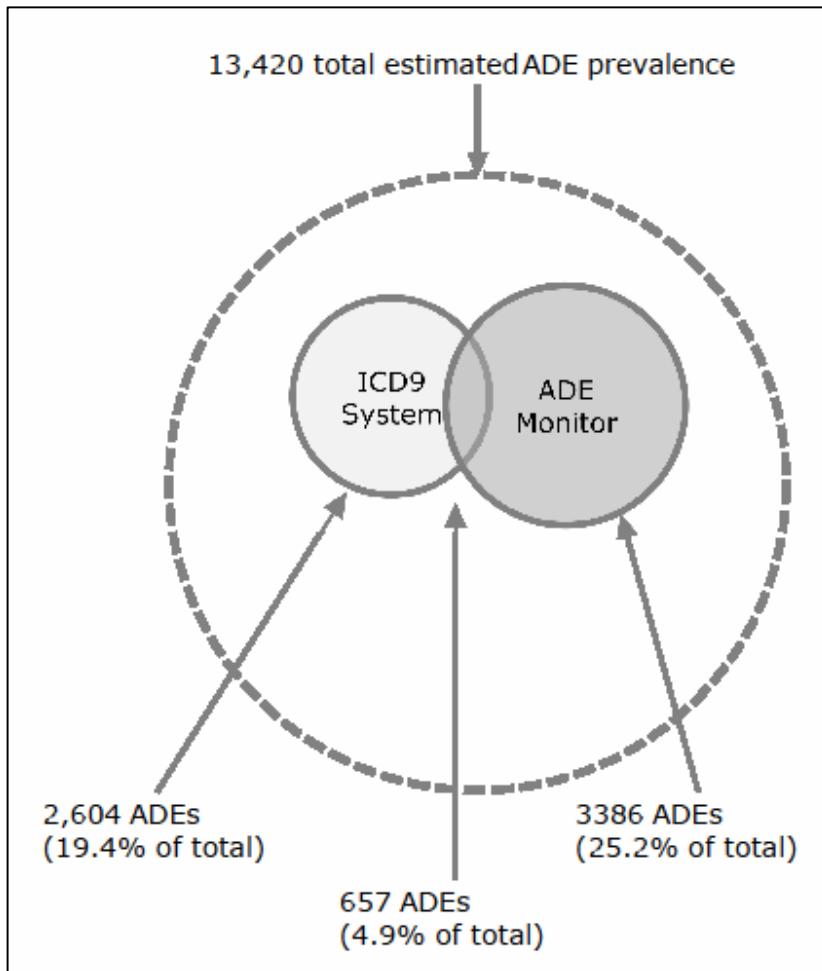 13,420 total estimated ADE prevalence
ICD9
System
ADE
Monitor
2,604 ADEs
(19.4% of total)
3386 ADEs
(25.2% of total)
657 ADEs
(4.9% of total)